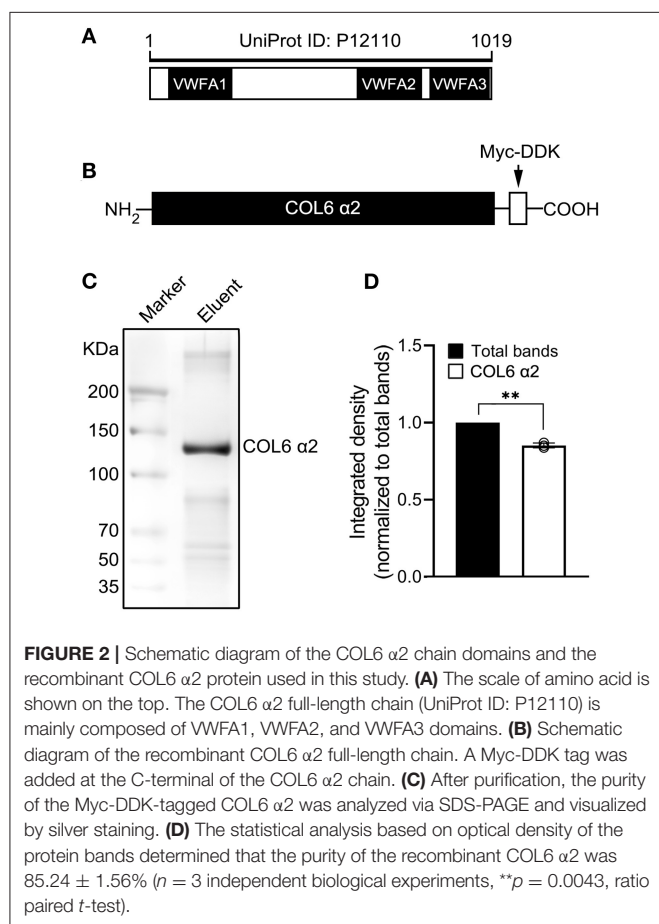 A
1 UniProt ID: P12110 1019
VWFA1 VWFA2 VWFA3
Myc-DDK
B
NH2 COL6 α2 COOH
C
Marker Eluent
KDa
200
150
COL6 α2
100
70
50
35
D
1.5
Total bands
COL6 α2
**
1.0
0.5
0.0
Integrated density
(normalized to total bands)
FIGURE 2 | Schematic diagram of the COL6 α2 chain domains and the
recombinant COL6 α2 protein used in this study. (A) The scale of amino acid is
shown on the top. The COL6 α2 full-length chain (UniProt ID: P12110) is
mainly composed of VWFA1, VWFA2, and VWFA3 domains. (B) Schematic
diagram of the recombinant COL6 α2 full-length chain. A Myc-DDK tag was
added at the C-terminal of the COL6 α2 chain. (C) After purification, the purity
of the Myc-DDK-tagged COL6 α2 was analyzed via SDS-PAGE and visualized
by silver staining. (D) The statistical analysis based on optical density of the
protein bands determined that the purity of the recombinant COL6 α2 was
85.24 ± 1.56% (n = 3 independent biological experiments, **p = 0.0043, ratio
paired t-test).